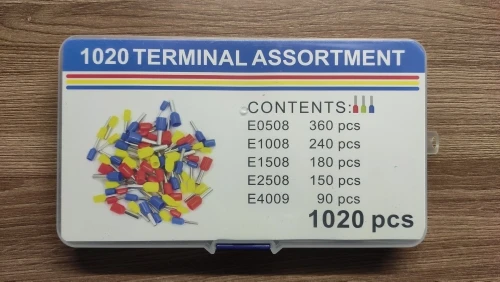 1020 TERMINAL ASSORTMENT
CONTENTS:
E0508 360 pcs
E1008 240 pcs
E1508 180 pcs
E2508 150 pcs
E4009 90 pcs
1020 pcs